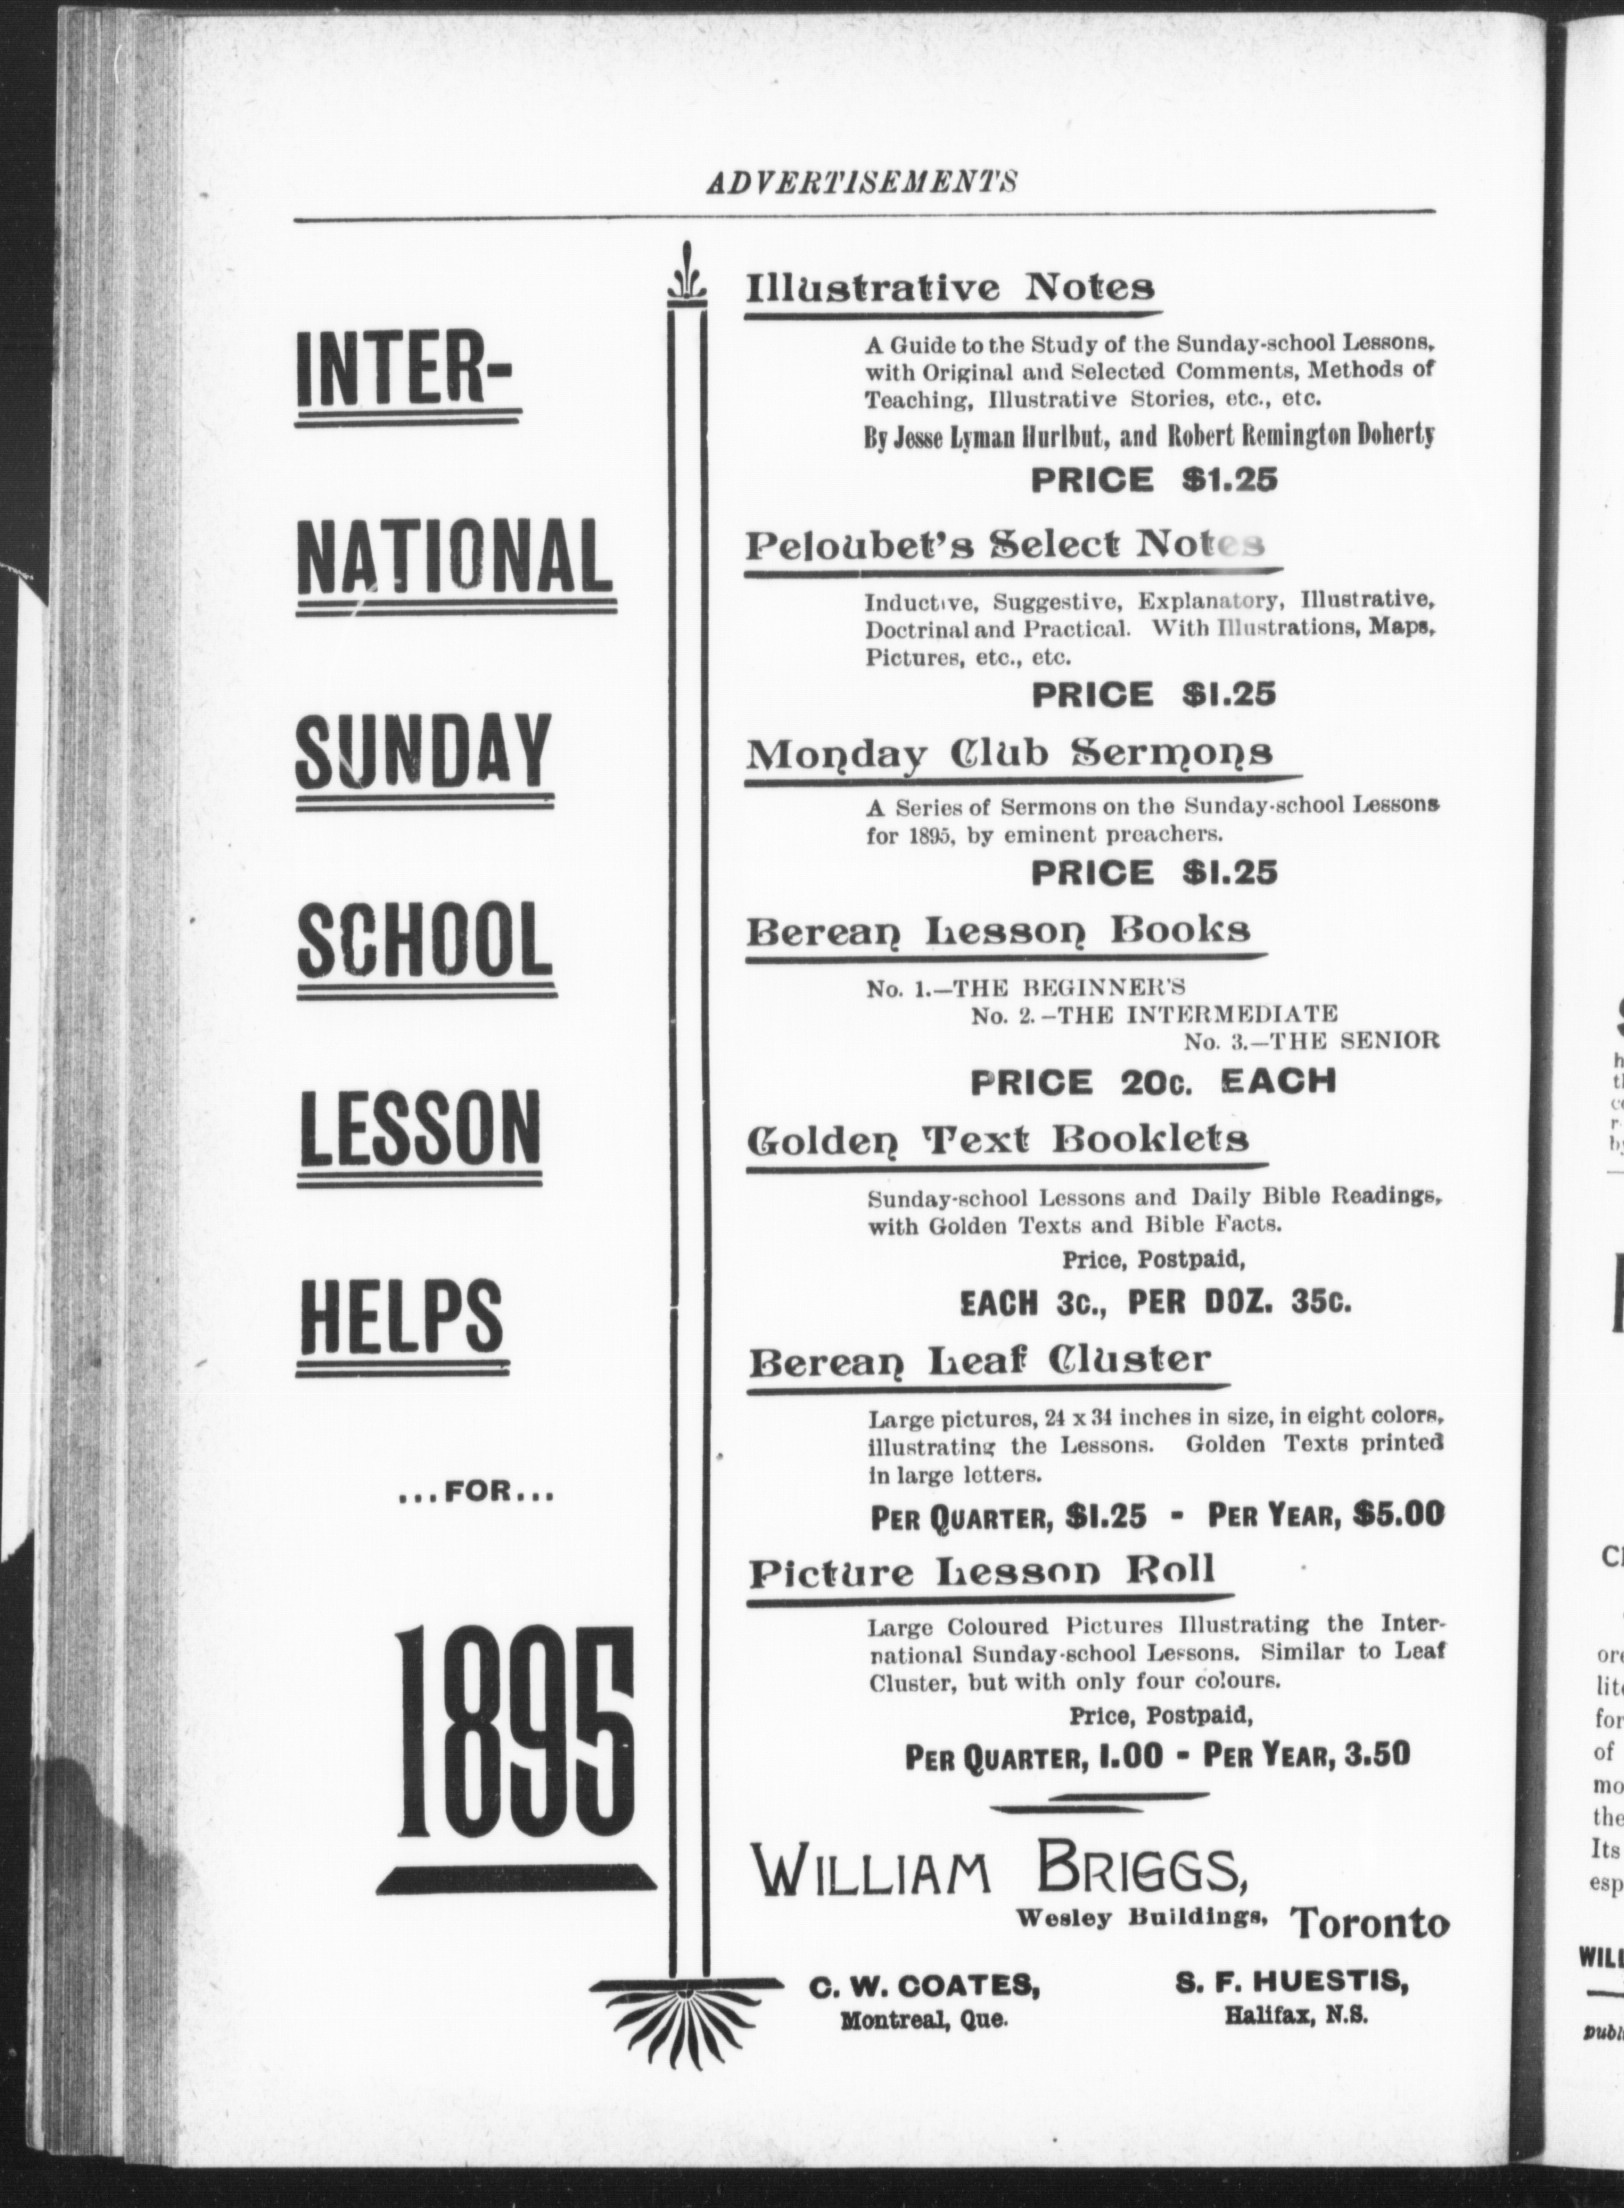 ADVERTISEMENTS
INTER-
NATIONAL
SUNDAY
SCHOOL
LESSON
HELPS
...FOR...
1895
Illustrative Notes
A Guide to the Study of the Sunday-school Lessons,
with Original and Selected Comments, Methods of
Teaching, Illustrative Stories, etc., etc.
By Jesse Lyman Hurlbut, and Robert Remington Doherty
PRICE $1.25
Peloubet's Select Notes
Inductive, Suggestive, Explanatory, Illustrative,
Doctrinal and Practical. With Illustrations, Maps,
Pictures, etc., etc.
PRICE $1.25
Monday Club Sermons
A Series of Sermons on the Sunday-school Lessons
for 1895, by eminent preachers.
PRICE $1.25
Berean Lesson Books
No. 1.—THE BEGINNER'S
No. 2.—THE INTERMEDIATE
No. 3.—THE SENIOR
PRICE 20c. EACH
Golden Text Booklets
Sunday-school Lessons and Daily Bible Readings,
with Golden Texts and Bible Facts.
Price, Postpaid,
EACH 3c., PER DOZ. 35c.
Berean Leaf Cluster
Large pictures, 24 x 34 inches in size, in eight colors,
illustrating the Lessons. Golden Texts printed
in large letters.
PER QUARTER, $1.25 - PER YEAR, $5.00
Picture Lesson Roll
Large Coloured Pictures Illustrating the Inter-
national Sunday-school Lessons. Similar to Leaf
Cluster, but with only four colours.
Price, Postpaid,
PER QUARTER, 1.00 - PER YEAR, 3.50
WILLIAM BRIGGS,
Wesley Buildings, Toronto
C. W. COATES,
Montreal, Que.
S. F. HUESTIS,
Halifax, N.S.